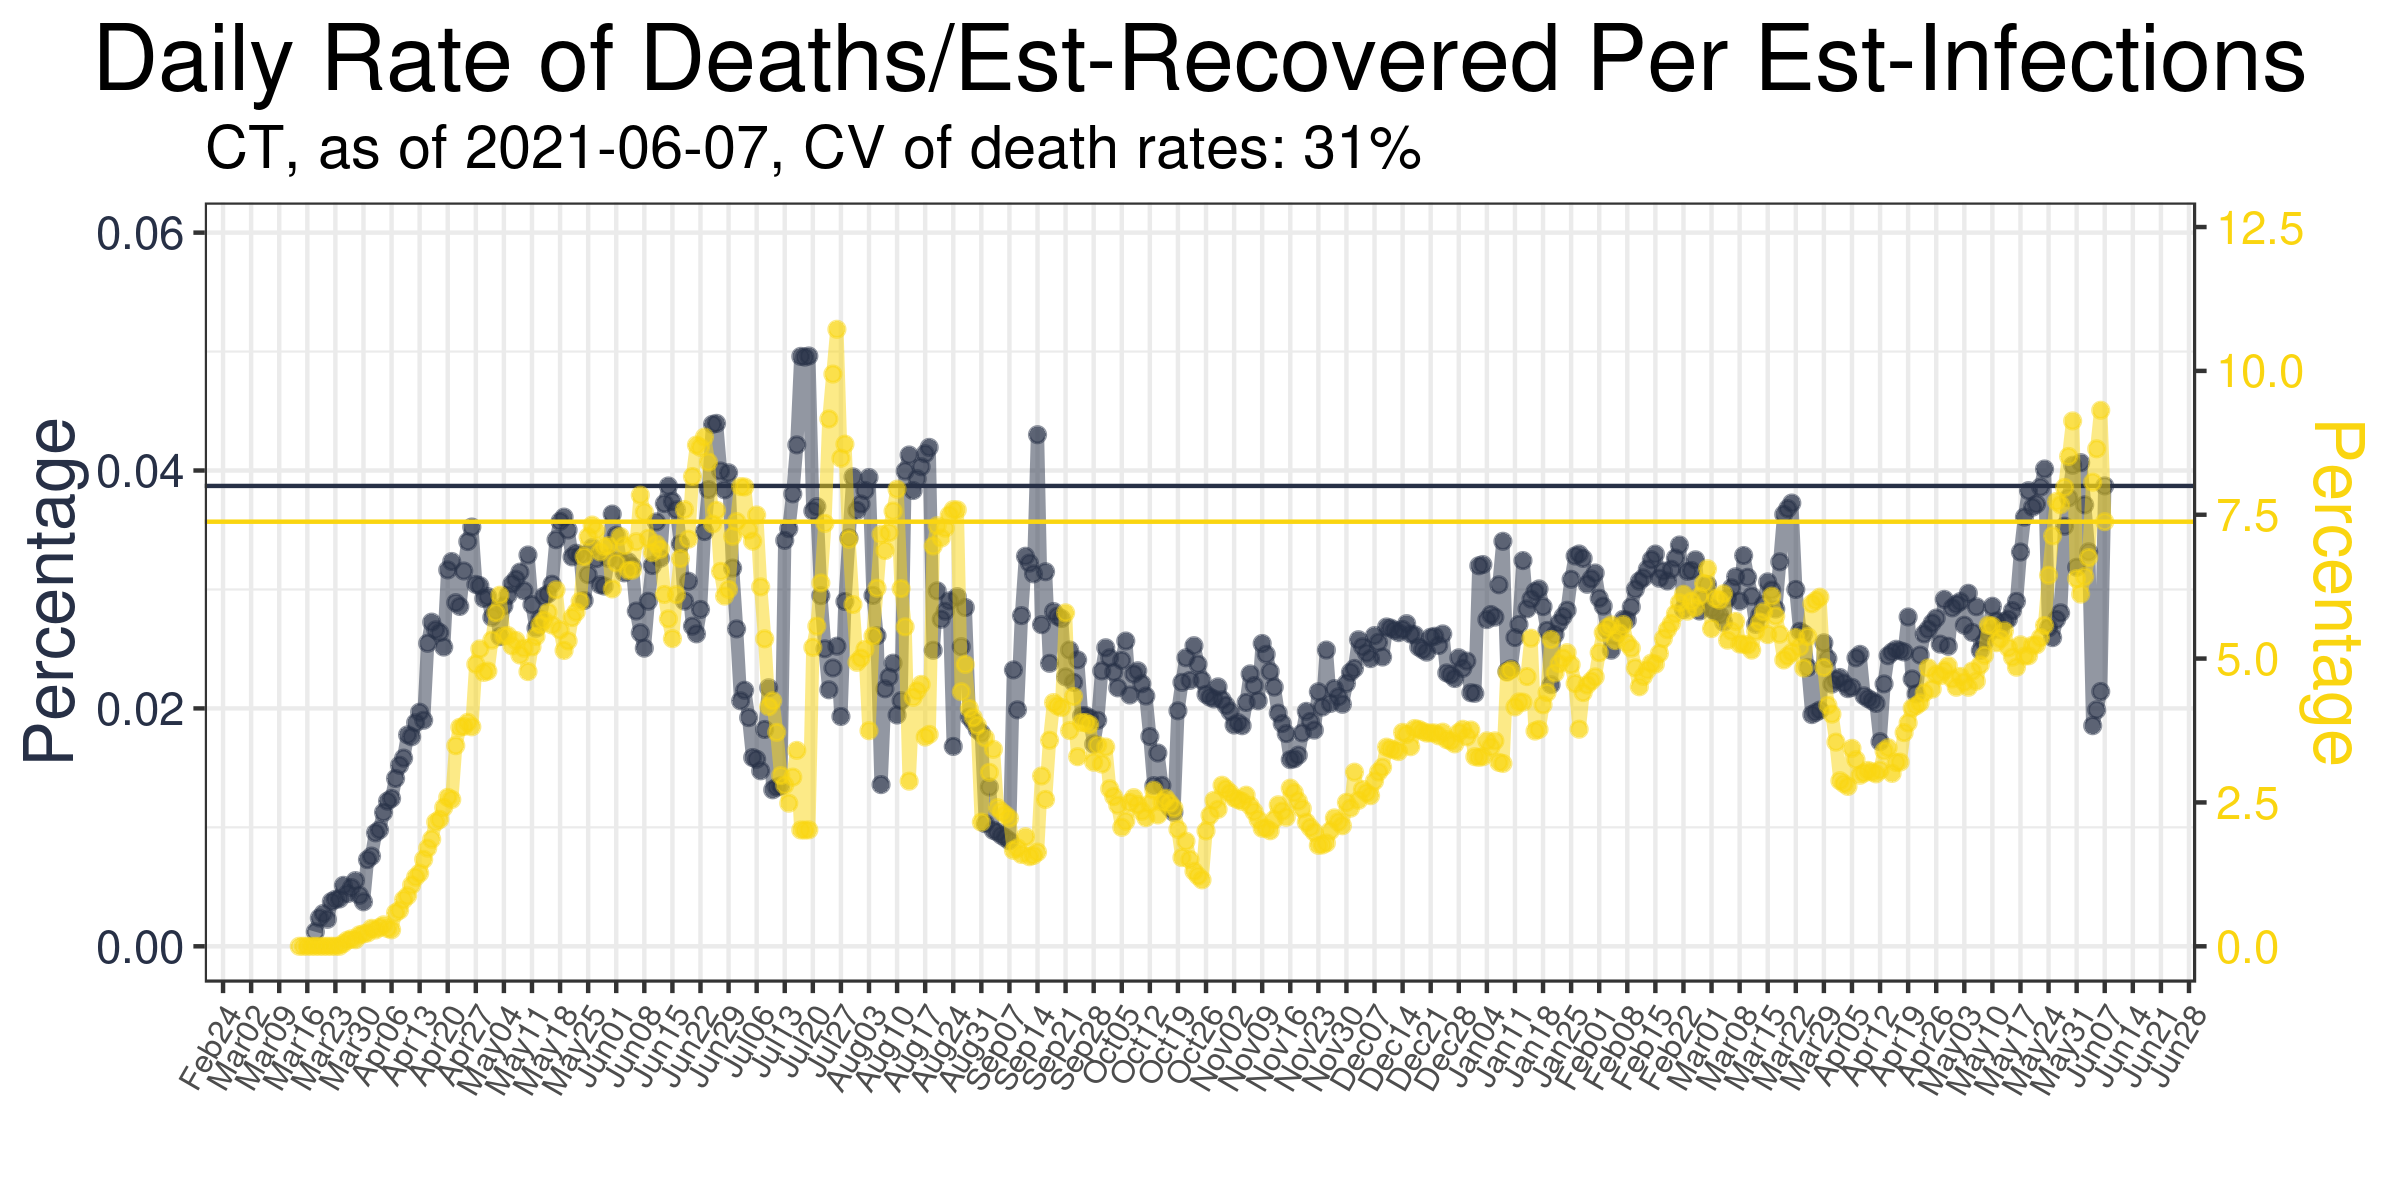 Daily Rate of Deaths/Est-Recovered Per Est-Infections
CT, as of 2021-06-07, CV of death rates: 31%
Percentage
0.06
0.04
0.02
0.00
12.5
10.0
7.5
5.0
2.5
0.0
Percentage
Feb24
Mar02
Mar09
Mar16
Mar23
Mar30
Apr06
Apr13
Apr20
Apr27
May04
May11
May18
May25
Jun01
Jun08
Jun15
Jun22
Jun29
Jul06
Jul13
Jul20
Jul27
Aug03
Aug10
Aug17
Aug24
Aug31
Sep07
Sep14
Sep21
Sep28
Oct05
Oct12
Oct19
Oct26
Nov02
Nov09
Nov16
Nov23
Nov30
Dec07
Dec14
Dec21
Dec28
Jan04
Jan11
Jan18
Jan25
Feb01
Feb08
Feb15
Feb22
Mar01
Mar08
Mar15
Mar22
Mar29
Apr05
Apr12
Apr19
Apr26
May03
May10
May17
May24
May31
Jun07
Jun14
Jun21
Jun28